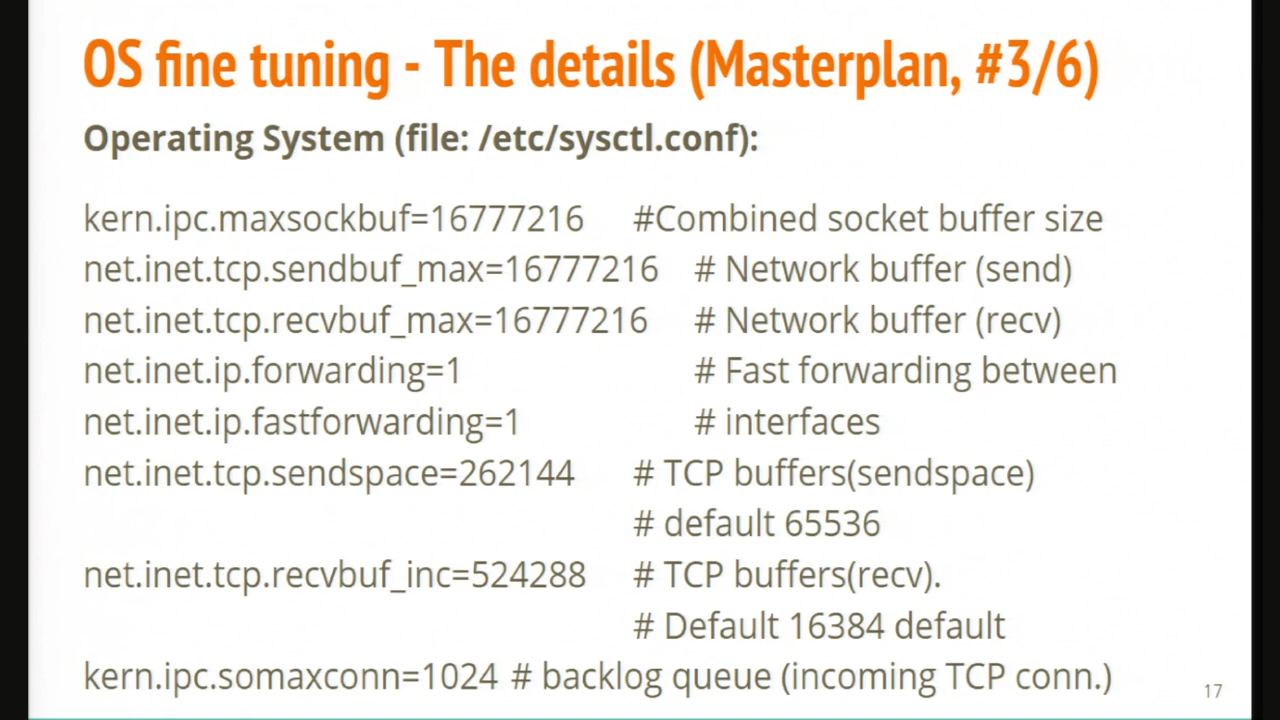 OS fine tuning - The details (Masterplan, #3/6)
Operating System (file: /etc/sysctl.conf):
kern.ipc.maxsockbuf=16777216 #Combined socket buffer size
net.inet.tcp.sendbuf_max=16777216 # Network buffer (send)
net.inet.tcp.recvbuf_max=16777216 # Network buffer (recv)
net.inet.ip.forwarding=1 # Fast forwarding between
net.inet.ip.fastforwarding=1 # interfaces
net.inet.tcp.sendspace=262144 # TCP buffers(sendspace)
# default 65536
net.inet.tcp.recvbuf_inc=524288 # TCP buffers(recv).
# Default 16384 default
kern.ipc.somaxconn=1024 # backlog queue (incoming TCP conn.)
17